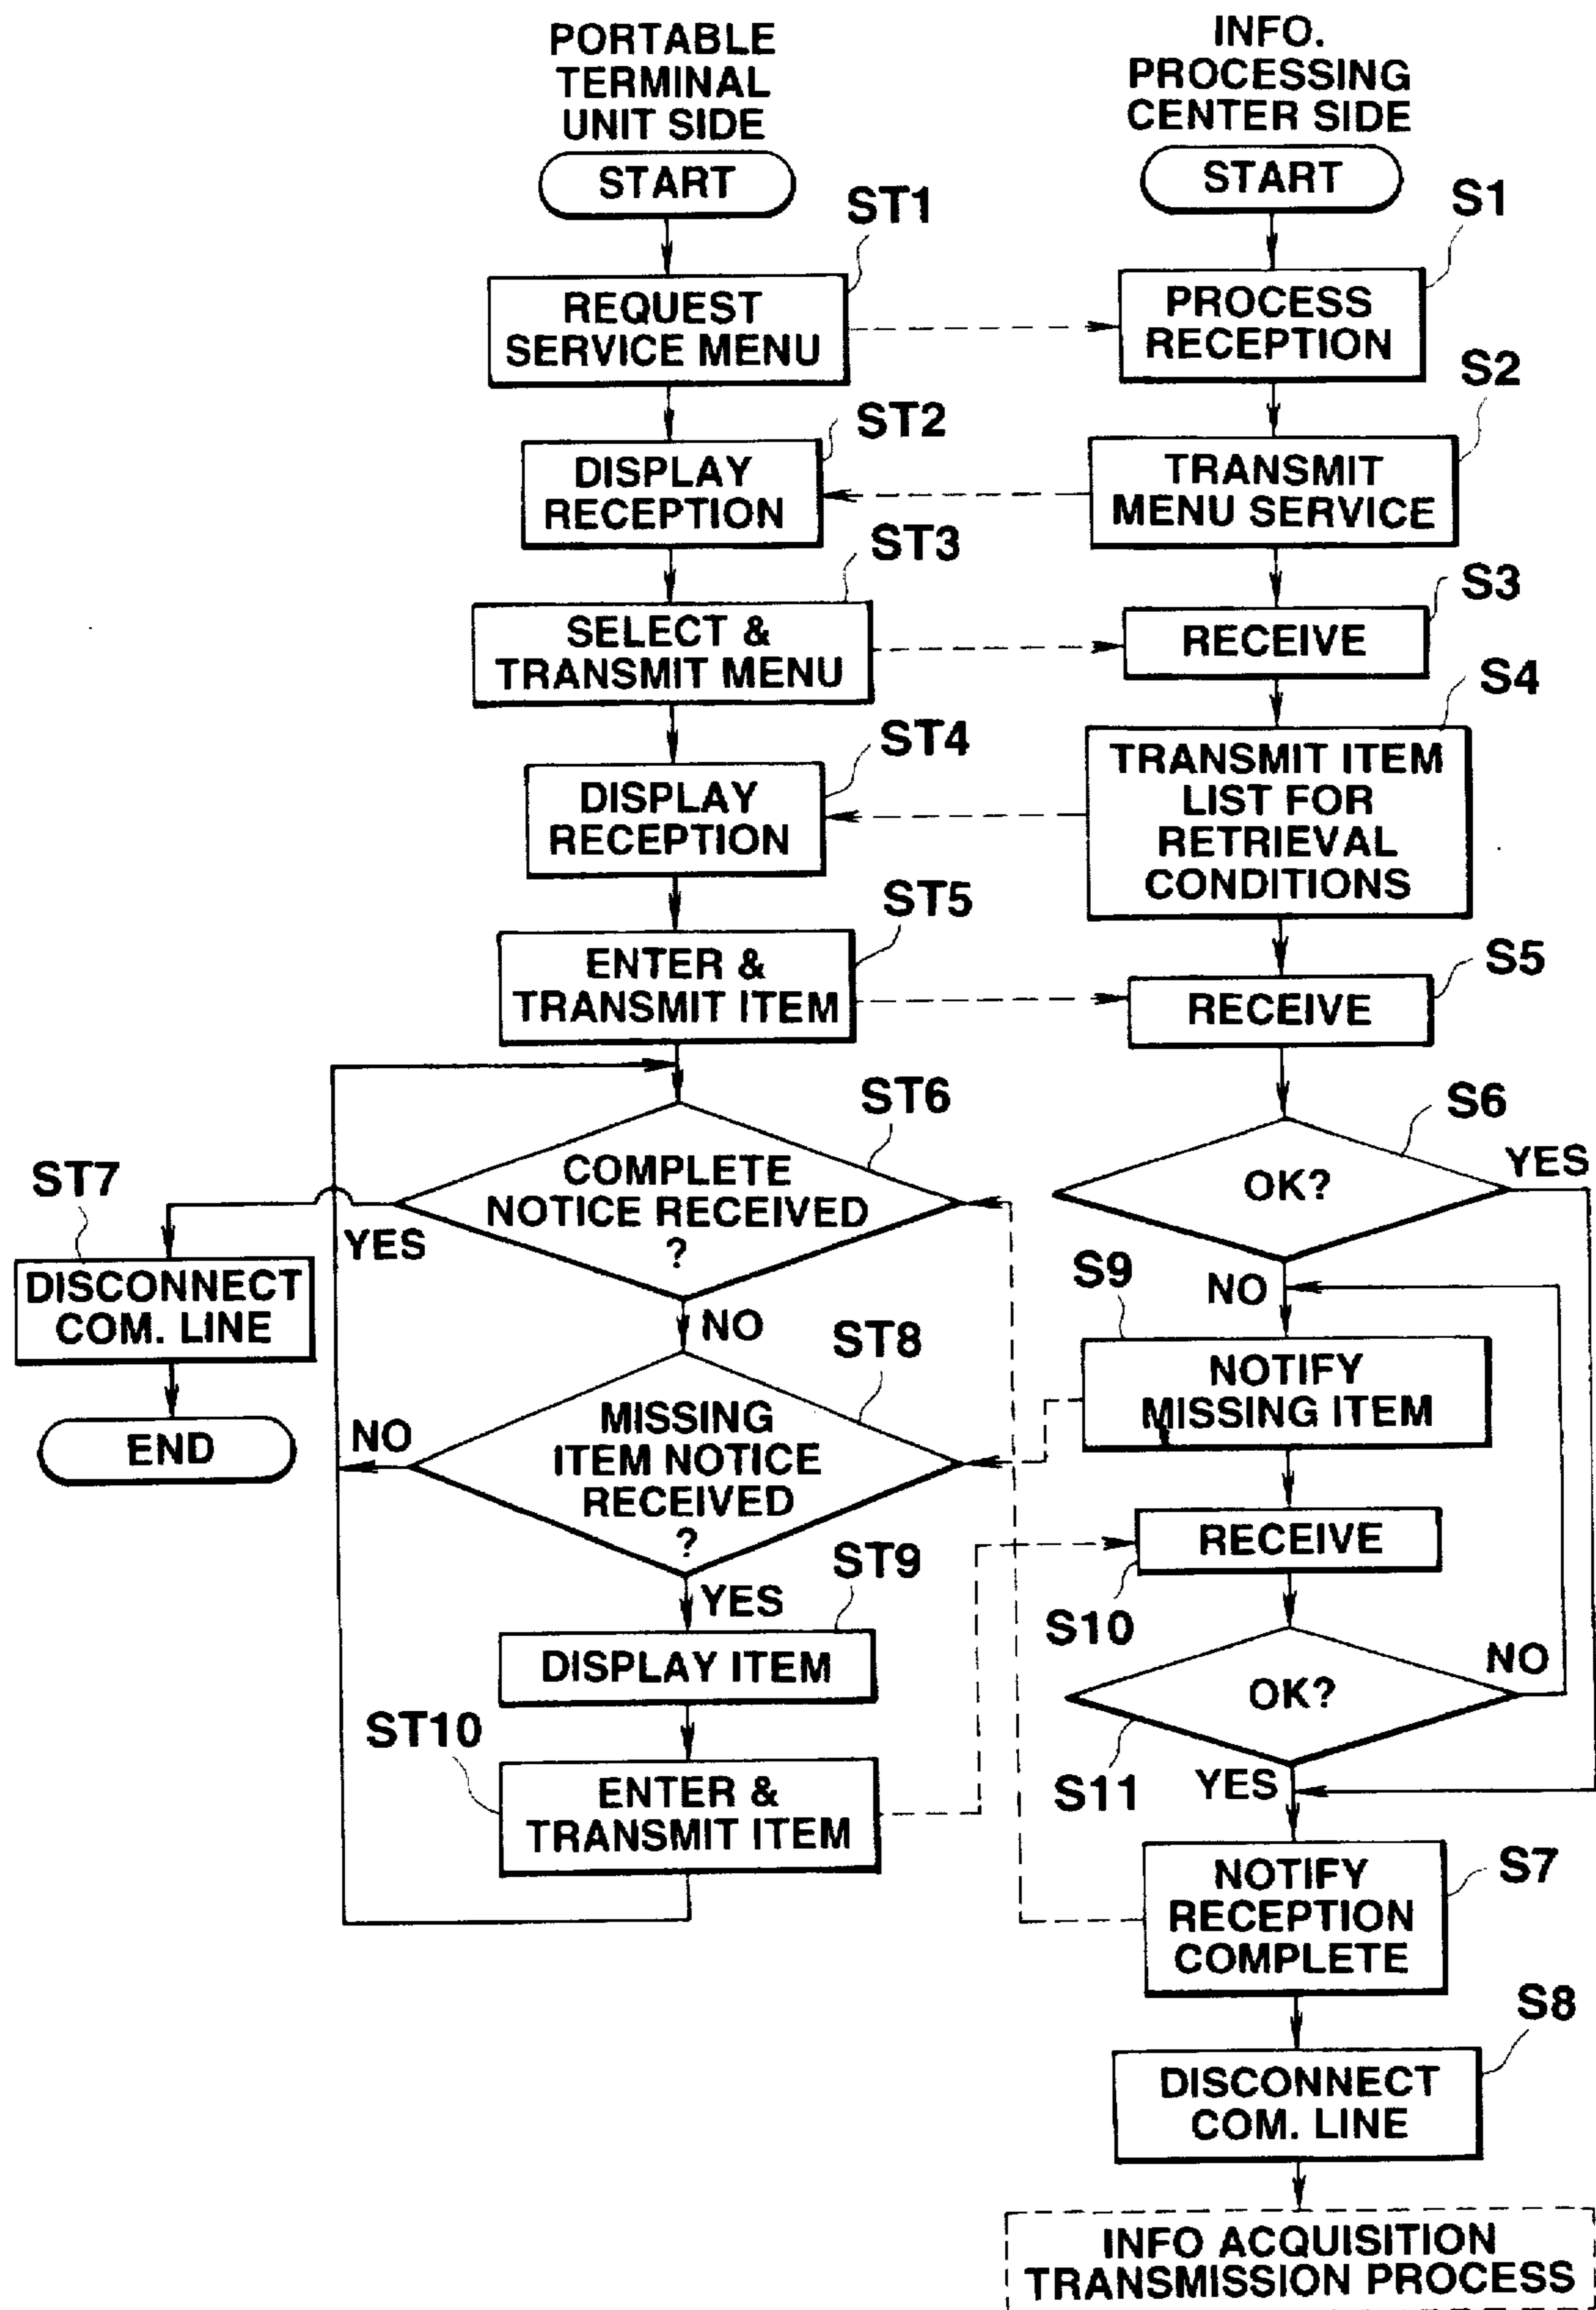 PORTABLE
TERMINAL
UNIT SIDE
START
ST1
REQUEST
SERVICE MENU
ST2
DISPLAY
RECEPTION
ST3
SELECT &
TRANSMIT MENU
ST4
DISPLAY
RECEPTION
ST5
ENTER &
TRANSMIT ITEM
ST6
COMPLETE
NOTICE RECEIVED
?
YES
ST7
DISCONNECT
COM. LINE
END
NO
ST8
MISSING
ITEM NOTICE
RECEIVED
?
NO
YES
ST9
DISPLAY ITEM
ST10
ENTER &
TRANSMIT ITEM
INFO.
PROCESSING
CENTER SIDE
START
S1
PROCESS
RECEPTION
S2
TRANSMIT
MENU SERVICE
S3
RECEIVE
S4
TRANSMIT ITEM
LIST FOR
RETRIEVAL
CONDITIONS
S5
RECEIVE
S6
OK?
YES
NO
S9
NOTIFY
MISSING ITEM
RECEIVE
S10
OK?
NO
S11
YES
S7
NOTIFY
RECEPTION
COMPLETE
S8
DISCONNECT
COM. LINE
INFO ACQUISITION
TRANSMISSION PROCESS